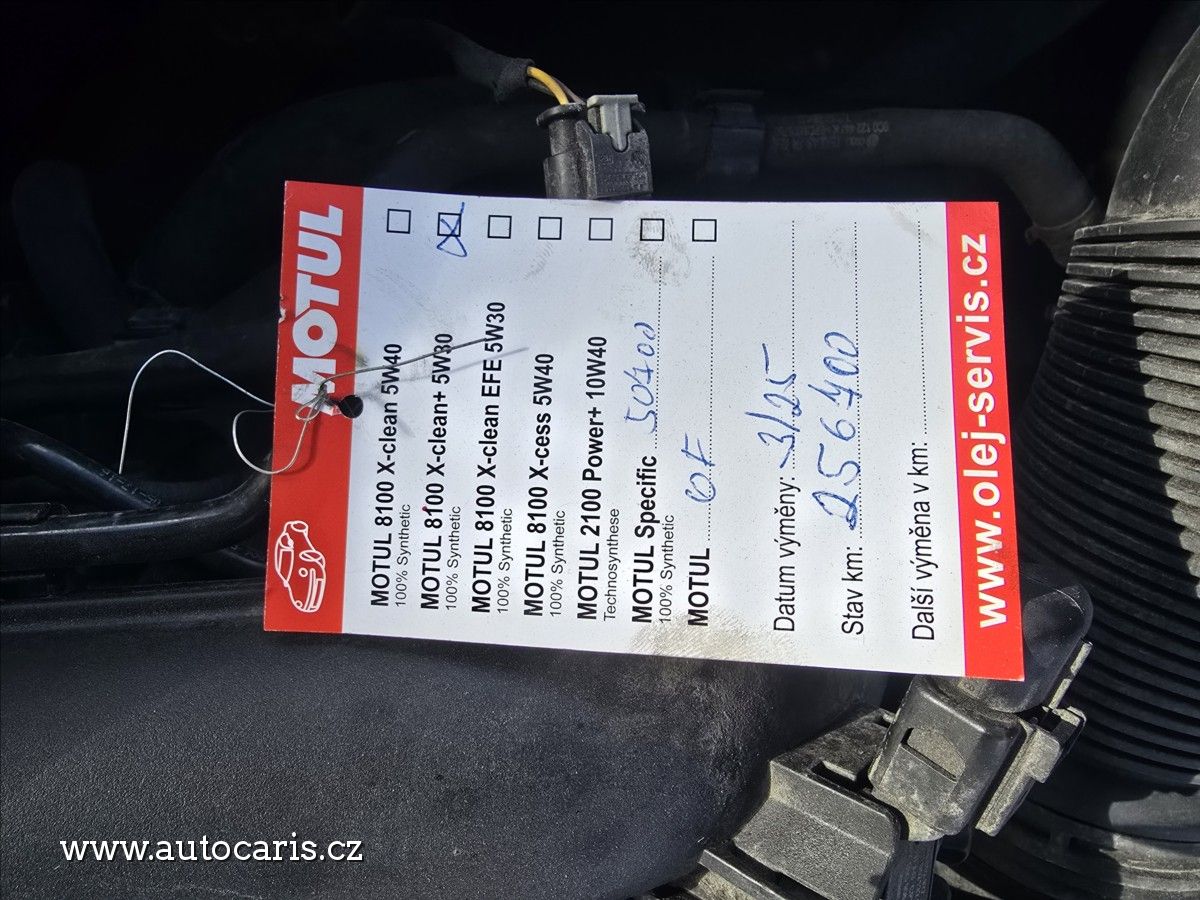 MOTUL
MOTUL 8100 X-clean 5W40
100% Synthetic
MOTUL 8100 X-clean+ 5W30
100% Synthetic
MOTUL 8100 X-clean EFE 5W30
100% Synthetic
MOTUL 8100 X-cess 5W40
100% Synthetic
MOTUL 2100 Power+ 10W40
Technosynthese
MOTUL Specific 50400
100% Synthetic
MOTUL OF
Datum výměny: 3/25
Stav km: 256400
Další výměna v km:
www.olej-servis.cz
www.autocaris.cz